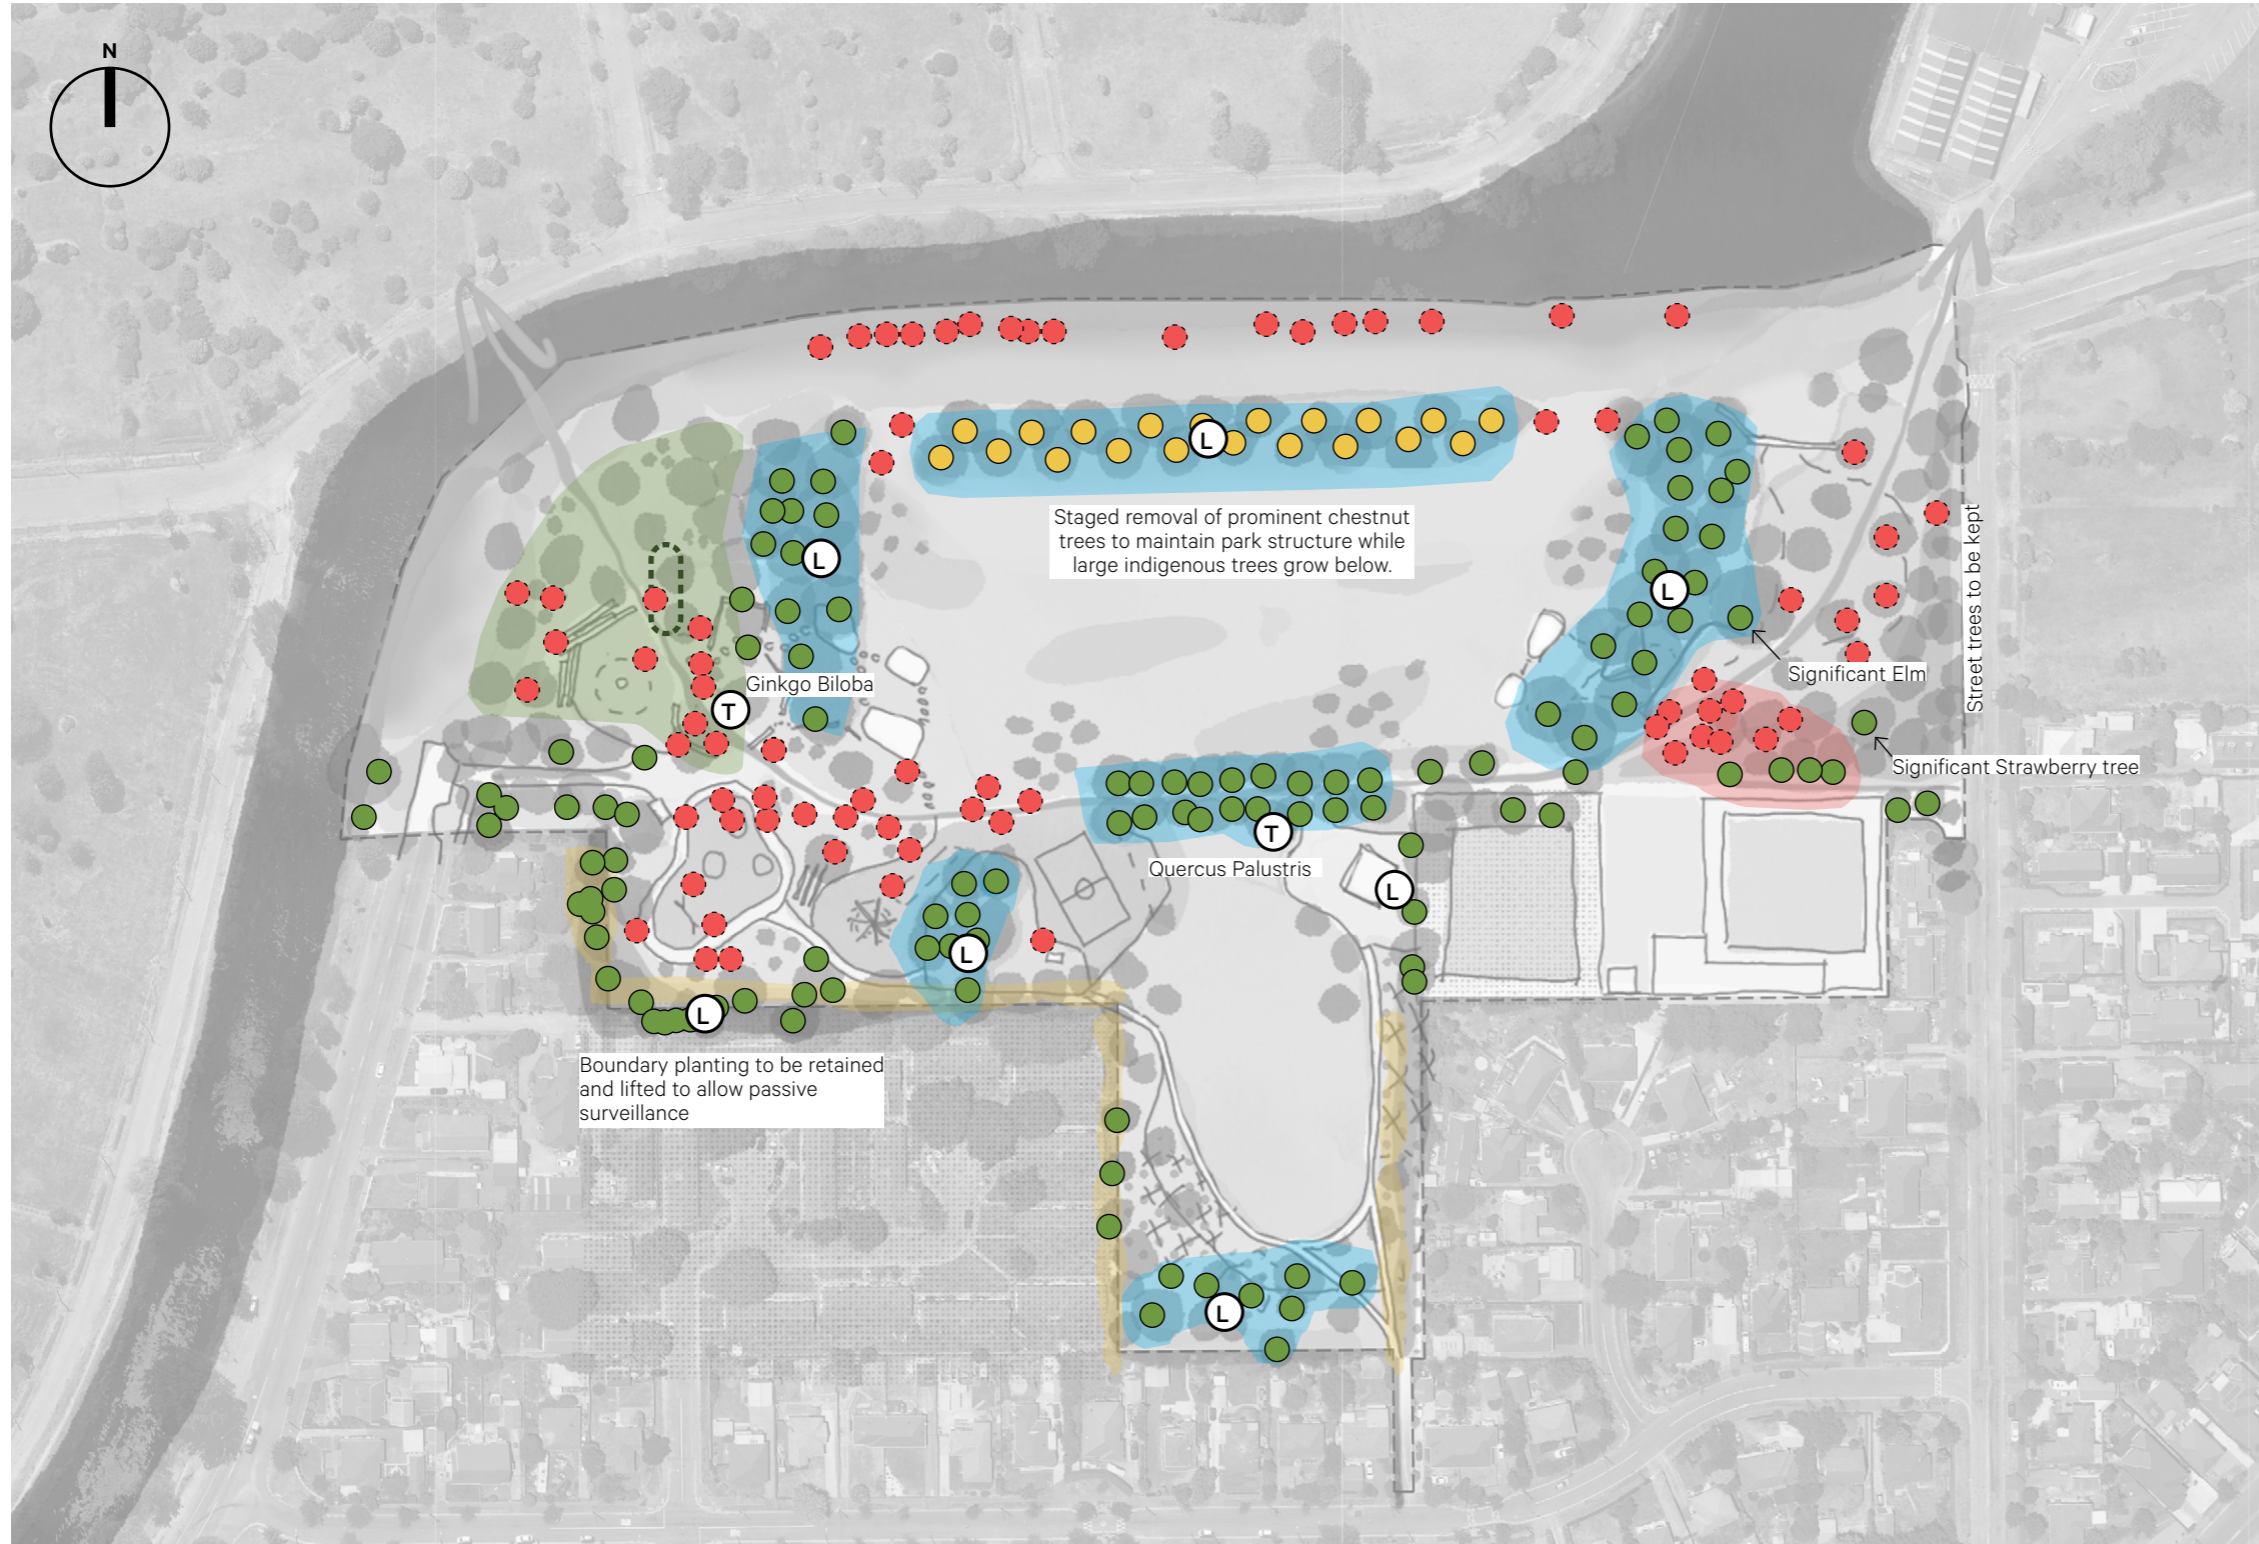 N
L
Staged removal of prominent chestnut
trees to maintain park structure while
large indigenous trees grow below.
L
L
Street trees to be kept
Significant Elm
Ginkgo Biloba
T
Significant Strawberry tree
T
Quercus Palustris
L
L
L
Boundary planting to be retained
and lifted to allow passive
surveillance
L